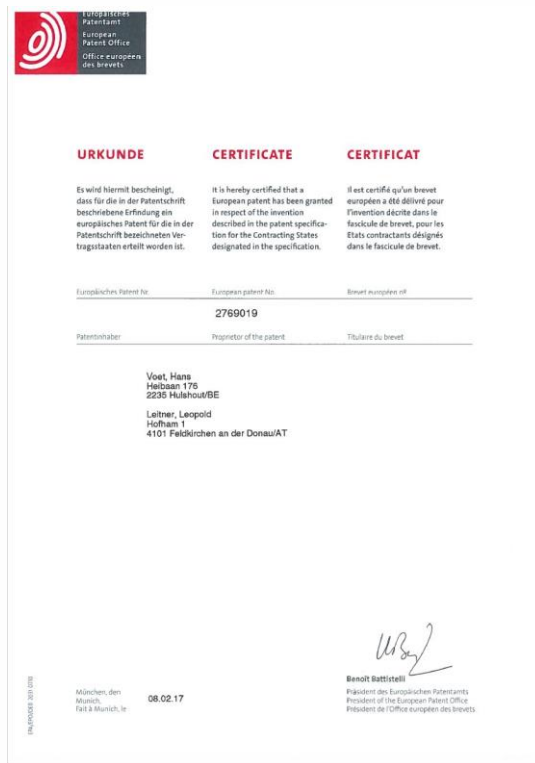 Europäisches
Patentamt
European
Patent Office
Office européen
des brevets
URKUNDE
Es wird hiermit bescheinigt,
dass für die in der Patentschrift
beschriebene Erfindung ein
europäisches Patent für die in der
Patentschrift bezeichneten Ver-
tragsstaaten erteilt worden ist.
CERTIFICATE
It is hereby certified that a
European patent has been granted
in respect of the invention
described in the patent specifica-
tion for the Contracting States
designated in the specification.
CERTIFICAT
Il est certifié qu'un brevet
européen a été délivré pour
l'invention décrite dans le
fascicule de brevet, pour les
Etats contractants désignés
dans le fascicule de brevet.
Europäisches Patent Nr.
European patent No.
Brevet européen nº
2769019
Patentinhaber
Proprietor of the patent
Titulaire du brevet
Voet, Hans
Heibaan 176
2235 Hulshout/BE
Leitner, Leopold
Hofham 1
4101 Feldkirchen an der Donau/AT
Benoît Battistelli
Präsident des Europäischen Patentamts
President of the European Patent Office
Président de l'Office européen des brevets
München, den
Munich,
Fait à Munich, le
08.02.17